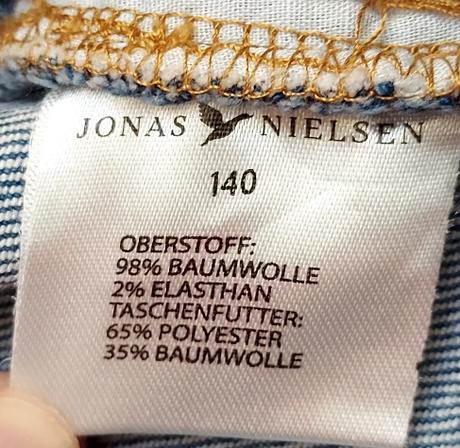 JONAS NIELSEN
140
OBERSTOFF:
98% BAUMWOLLE
2% ELASTHAN
TASCHENFUTTER:
65% POLYESTER
35% BAUMWOLLE